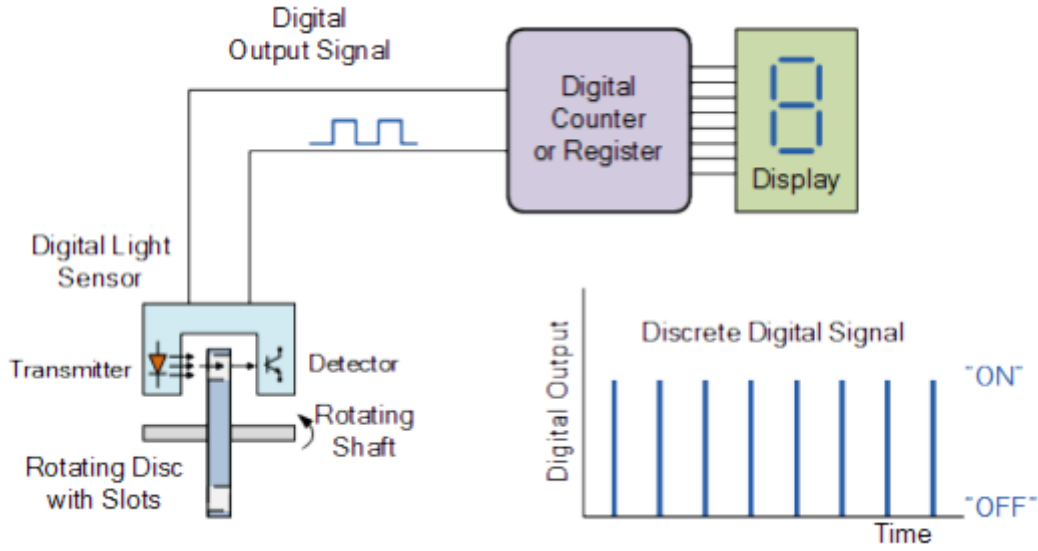 Digital
Output Signal
Digital
Counter
or Register
Display
Digital Light
Sensor
Transmitter
Detector
Rotating
Shaft
Rotating Disc
with Slots
Discrete Digital Signal
Digital Output
"ON"
"OFF"
Time